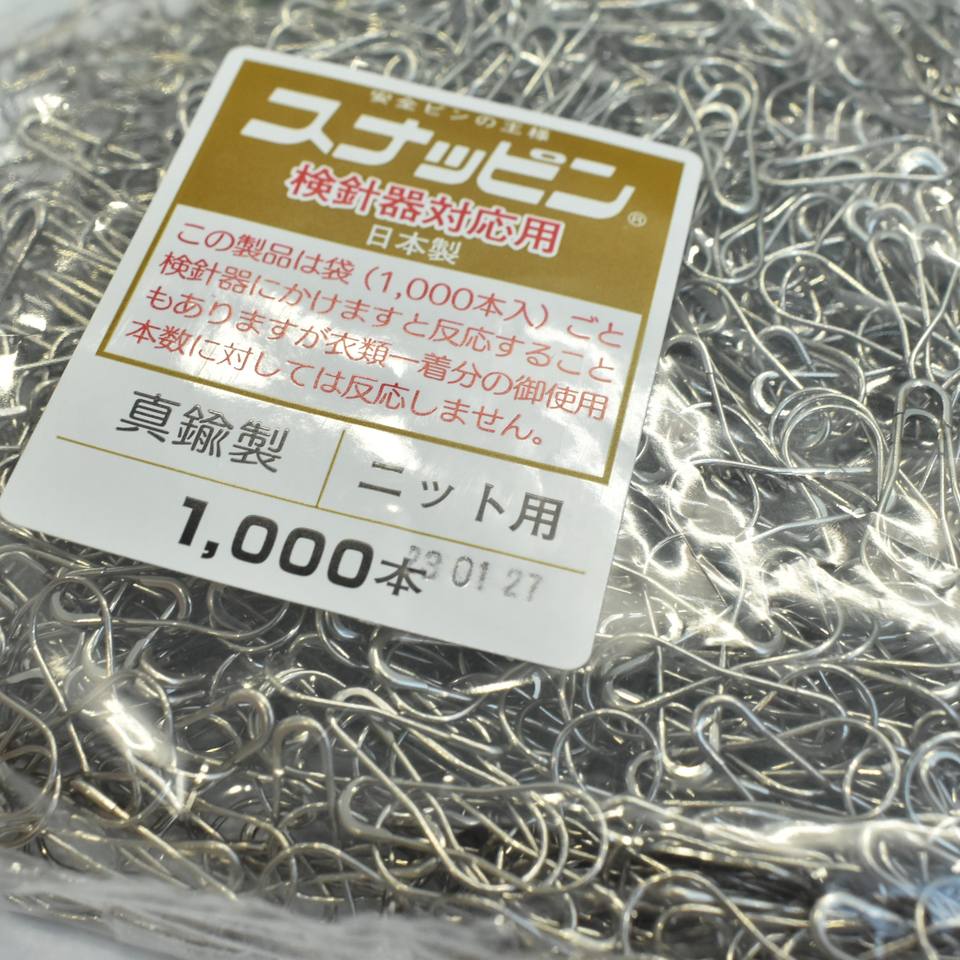 安全ピンの王様
スナッピン®
検針器対応用
日本製
この製品は袋(1,000本入)ごと
検針器にかけますと反応すること
もありますが衣類一着分の御使用
本数に対しては反応しません。
真鍮製
ニット用
1,000本
23 01 27